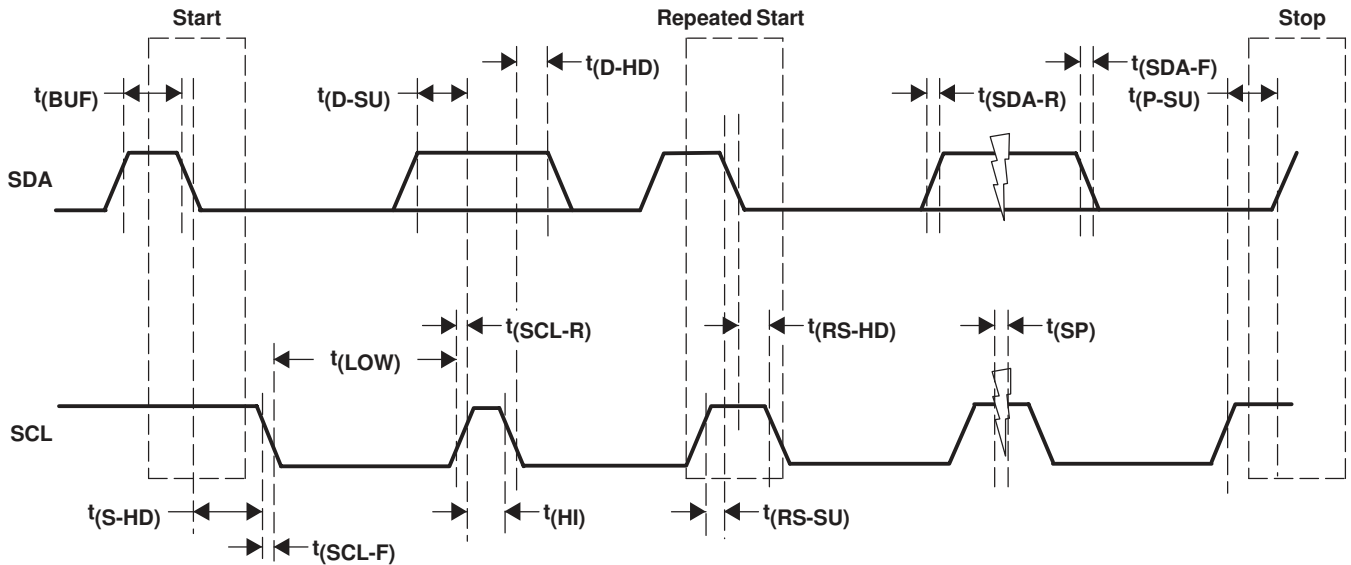 Start
Repeated Start
Stop
t(D-HD)
t(SDA-F)
t(BUF)
t(D-SU)
t(SDA-R)
t(P-SU)
SDA
t(SCL-R)
t(RS-HD)
t(SP)
t(LOW)
SCL
t(S-HD)
t(HI)
t(RS-SU)
t(SCL-F)